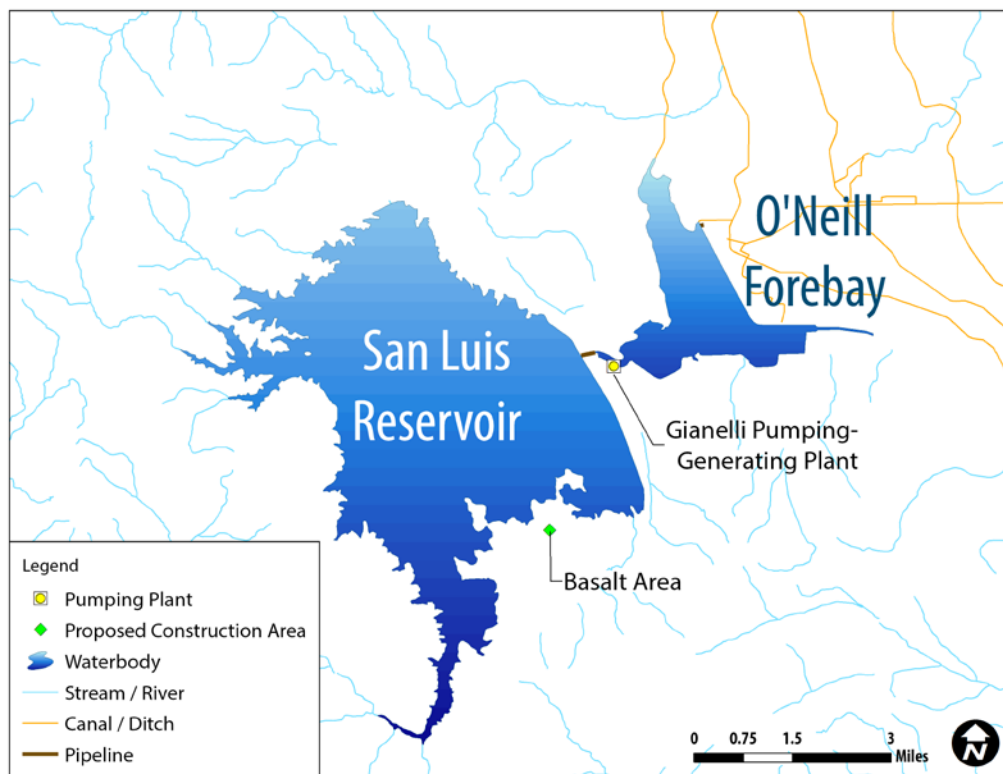 O'Neill
Forebay
San Luis
Reservoir
Gianelli Pumping-
Generating Plant
Basalt Area
Legend
Pumping Plant
Proposed Construction Area
Waterbody
Stream / River
Canal / Ditch
Pipeline
0 0.75 1.5 3
Miles
N